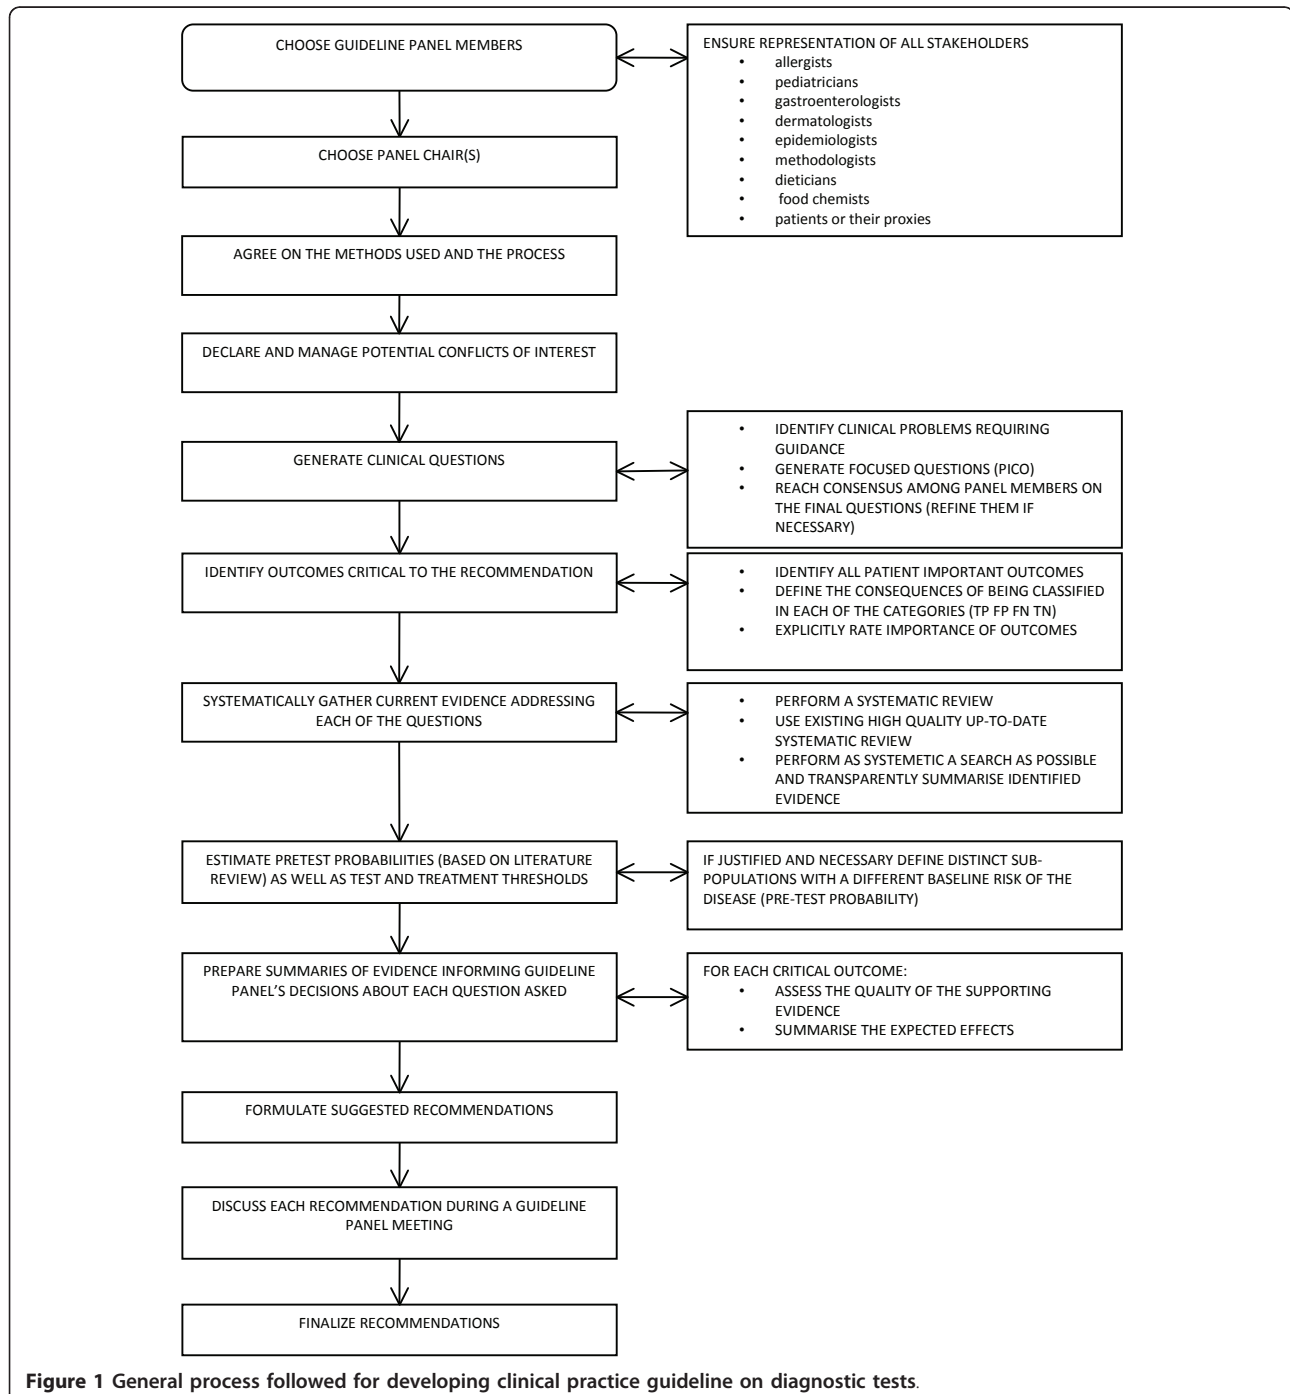 CHOOSE GUIDELINE PANEL MEMBERS
ENSURE REPRESENTATION OF ALL STAKEHOLDERS
• allergists
• pediatricians
• gastroenterologists
• dermatologists
• epidemiologists
• methodologists
• dieticians
• food chemists
• patients or their proxies
CHOOSE PANEL CHAIR(S)
AGREE ON THE METHODS USED AND THE PROCESS
DECLARE AND MANAGE POTENTIAL CONFLICTS OF INTEREST
GENERATE CLINICAL QUESTIONS
• IDENTIFY CLINICAL PROBLEMS REQUIRING
GUIDANCE
• GENERATE FOCUSED QUESTIONS (PICO)
• REACH CONSENSUS AMONG PANEL MEMBERS ON
THE FINAL QUESTIONS (REFINE THEM IF
NECESSARY)
IDENTIFY OUTCOMES CRITICAL TO THE RECOMMENDATION
• IDENTIFY ALL PATIENT IMPORTANT OUTCOMES
• DEFINE THE CONSEQUENCES OF BEING CLASSIFIED
IN EACH OF THE CATEGORIES (TP FP FN TN)
• EXPLICITLY RATE IMPORTANCE OF OUTCOMES
SYSTEMATICALLY GATHER CURRENT EVIDENCE ADDRESSING
EACH OF THE QUESTIONS
• PERFORM A SYSTEMATIC REVIEW
• USE EXISTING HIGH QUALITY UP-TO-DATE
SYSTEMATIC REVIEW
• PERFORM AS SYSTEMETIC A SEARCH AS POSSIBLE
AND TRANSPARENTLY SUMMARISE IDENTIFIED
EVIDENCE
ESTIMATE PRETEST PROBABILIITIES (BASED ON LITERATURE
REVIEW) AS WELL AS TEST AND TREATMENT THRESHOLDS
IF JUSTIFIED AND NECESSARY DEFINE DISTINCT SUB-
POPULATIONS WITH A DIFFERENT BASELINE RISK OF THE
DISEASE (PRE-TEST PROBABILITY)
PREPARE SUMMARIES OF EVIDENCE INFORMING GUIDELINE
PANEL'S DECISIONS ABOUT EACH QUESTION ASKED
FOR EACH CRITICAL OUTCOME:
• ASSESS THE QUALITY OF THE SUPPORTING
EVIDENCE
• SUMMARISE THE EXPECTED EFFECTS
FORMULATE SUGGESTED RECOMMENDATIONS
DISCUSS EACH RECOMMENDATION DURING A GUIDELINE
PANEL MEETING
FINALIZE RECOMMENDATIONS
Figure 1 General process followed for developing clinical practice guideline on diagnostic tests.